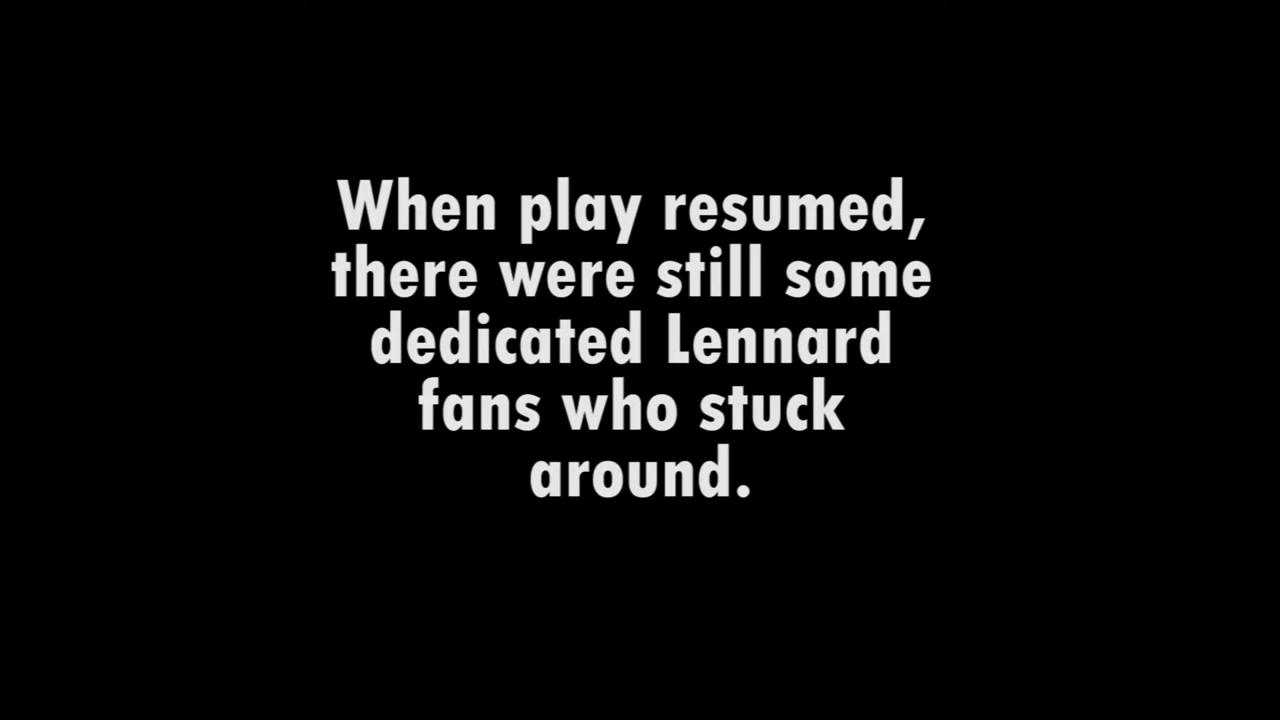 When play resumed,
there were still some
dedicated Lennard
fans who stuck
around.